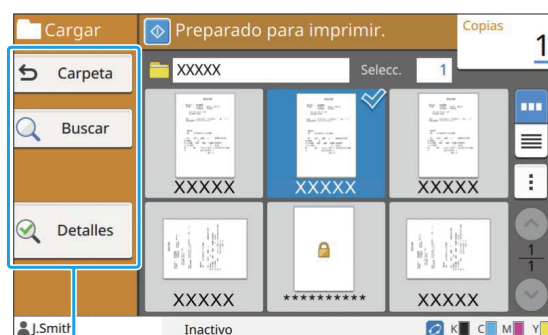 Cargar
Preparado para imprimir.
Copias
1
Carpeta
XXXXX
Selecc.
1
Buscar
XXXXX
XXXXX
XXXXX
Detalles
1
1
XXXXX
**********
XXXXX
J.Smith
Inactivo
K
C
M
Y